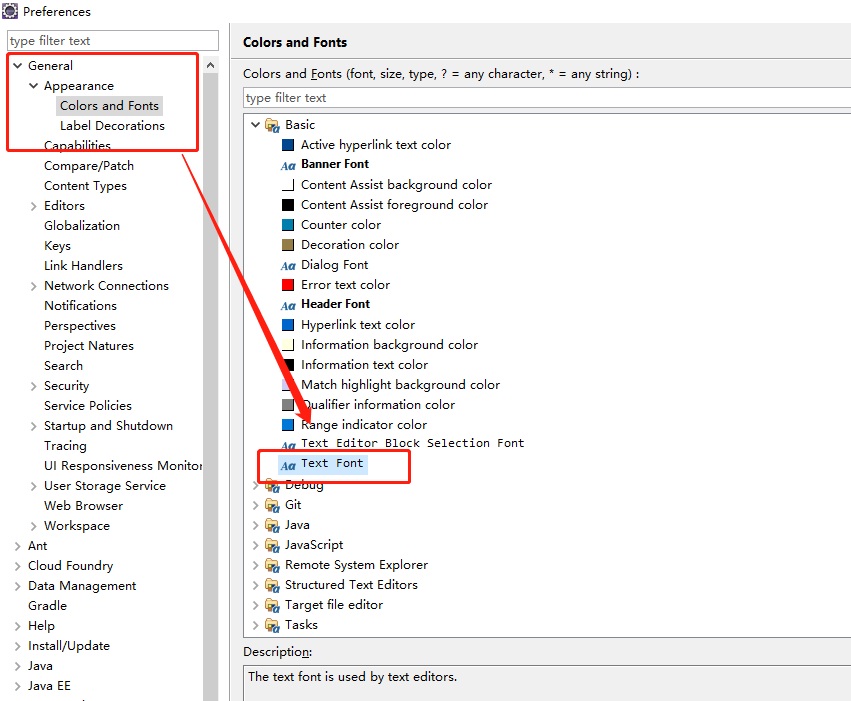 Preferences
type filter text
General
Appearance
Colors and Fonts
Label Decorations
Capabilities
Compare/Patch
Content Types
Editors
Globalization
Keys
Link Handlers
Network Connections
Notifications
Perspectives
Project Natures
Search
Security
Service Policies
Startup and Shutdown
Tracing
UI Responsiveness Monitor
User Storage Service
Web Browser
Workspace
Ant
Cloud Foundry
Data Management
Gradle
Help
Install/Update
Java
Java EE
Colors and Fonts
Colors and Fonts (font, size, type, ? = any character, * = any string) :
type filter text
Basic
Active hyperlink text color
Aa Banner Font
Content Assist background color
Content Assist foreground color
Counter color
Decoration color
Aa Dialog Font
Error text color
Aa Header Font
Hyperlink text color
Information background color
Information text color
Match highlight background color
Qualifier information color
Range indicator color
Aa Text Editor Block Selection Font
Aa Text Font
Debug
Git
Java
JavaScript
Remote System Explorer
Structured Text Editors
Target file editor
Tasks
Description:
The text font is used by text editors.